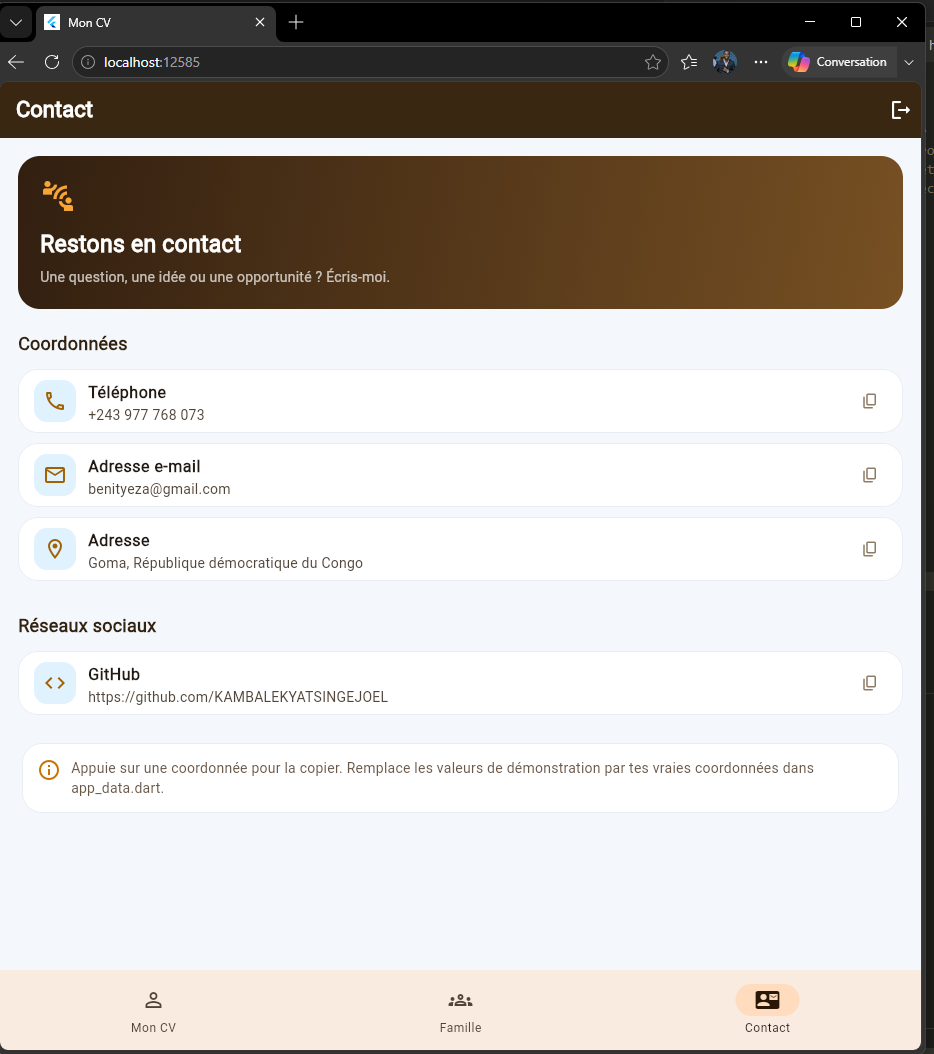 Mon CV
localhost:12585
Conversation
Contact
Restons en contact
Une question, une idée ou une opportunité ? Écris-moi.
Coordonnées
Téléphone
+243 977 768 073
Adresse e-mail
benityeza@gmail.com
Adresse
Goma, République démocratique du Congo
Réseaux sociaux
GitHub
https://github.com/KAMBALEKYATSINGEJOEL
Appuie sur une coordonnée pour la copier. Remplace les valeurs de démonstration par tes vraies coordonnées dans
app_data.dart.
Mon CV
Famille
Contact